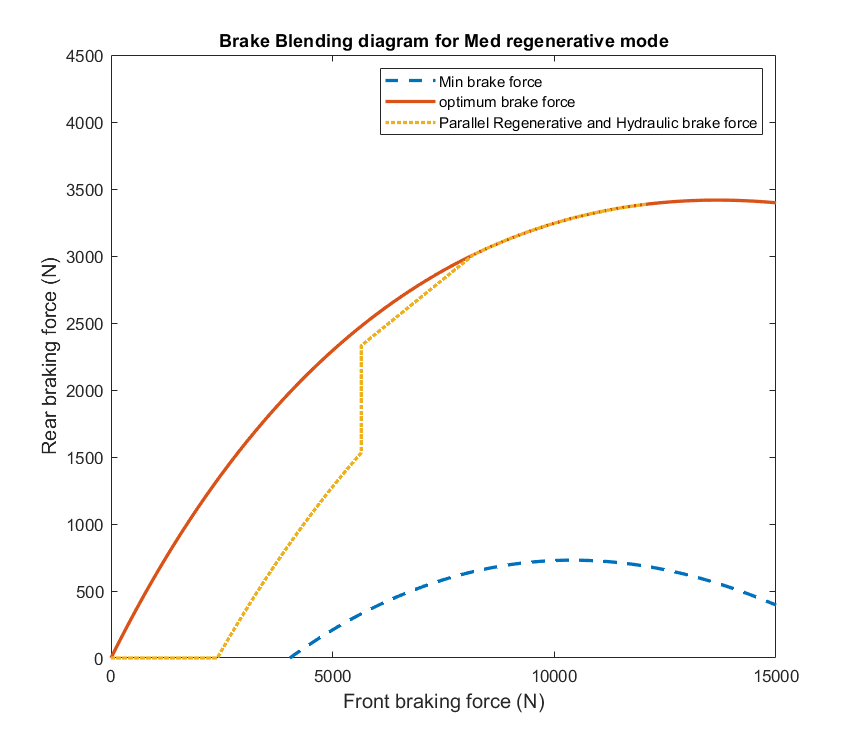 Brake Blending diagram for Med regenerative mode
Min brake force
optimum brake force
Parallel Regenerative and Hydraulic brake force
4500
4000
3500
3000
2500
2000
1500
1000
500
0
Rear braking force (N)
0 5000 10000 15000
Front braking force (N)